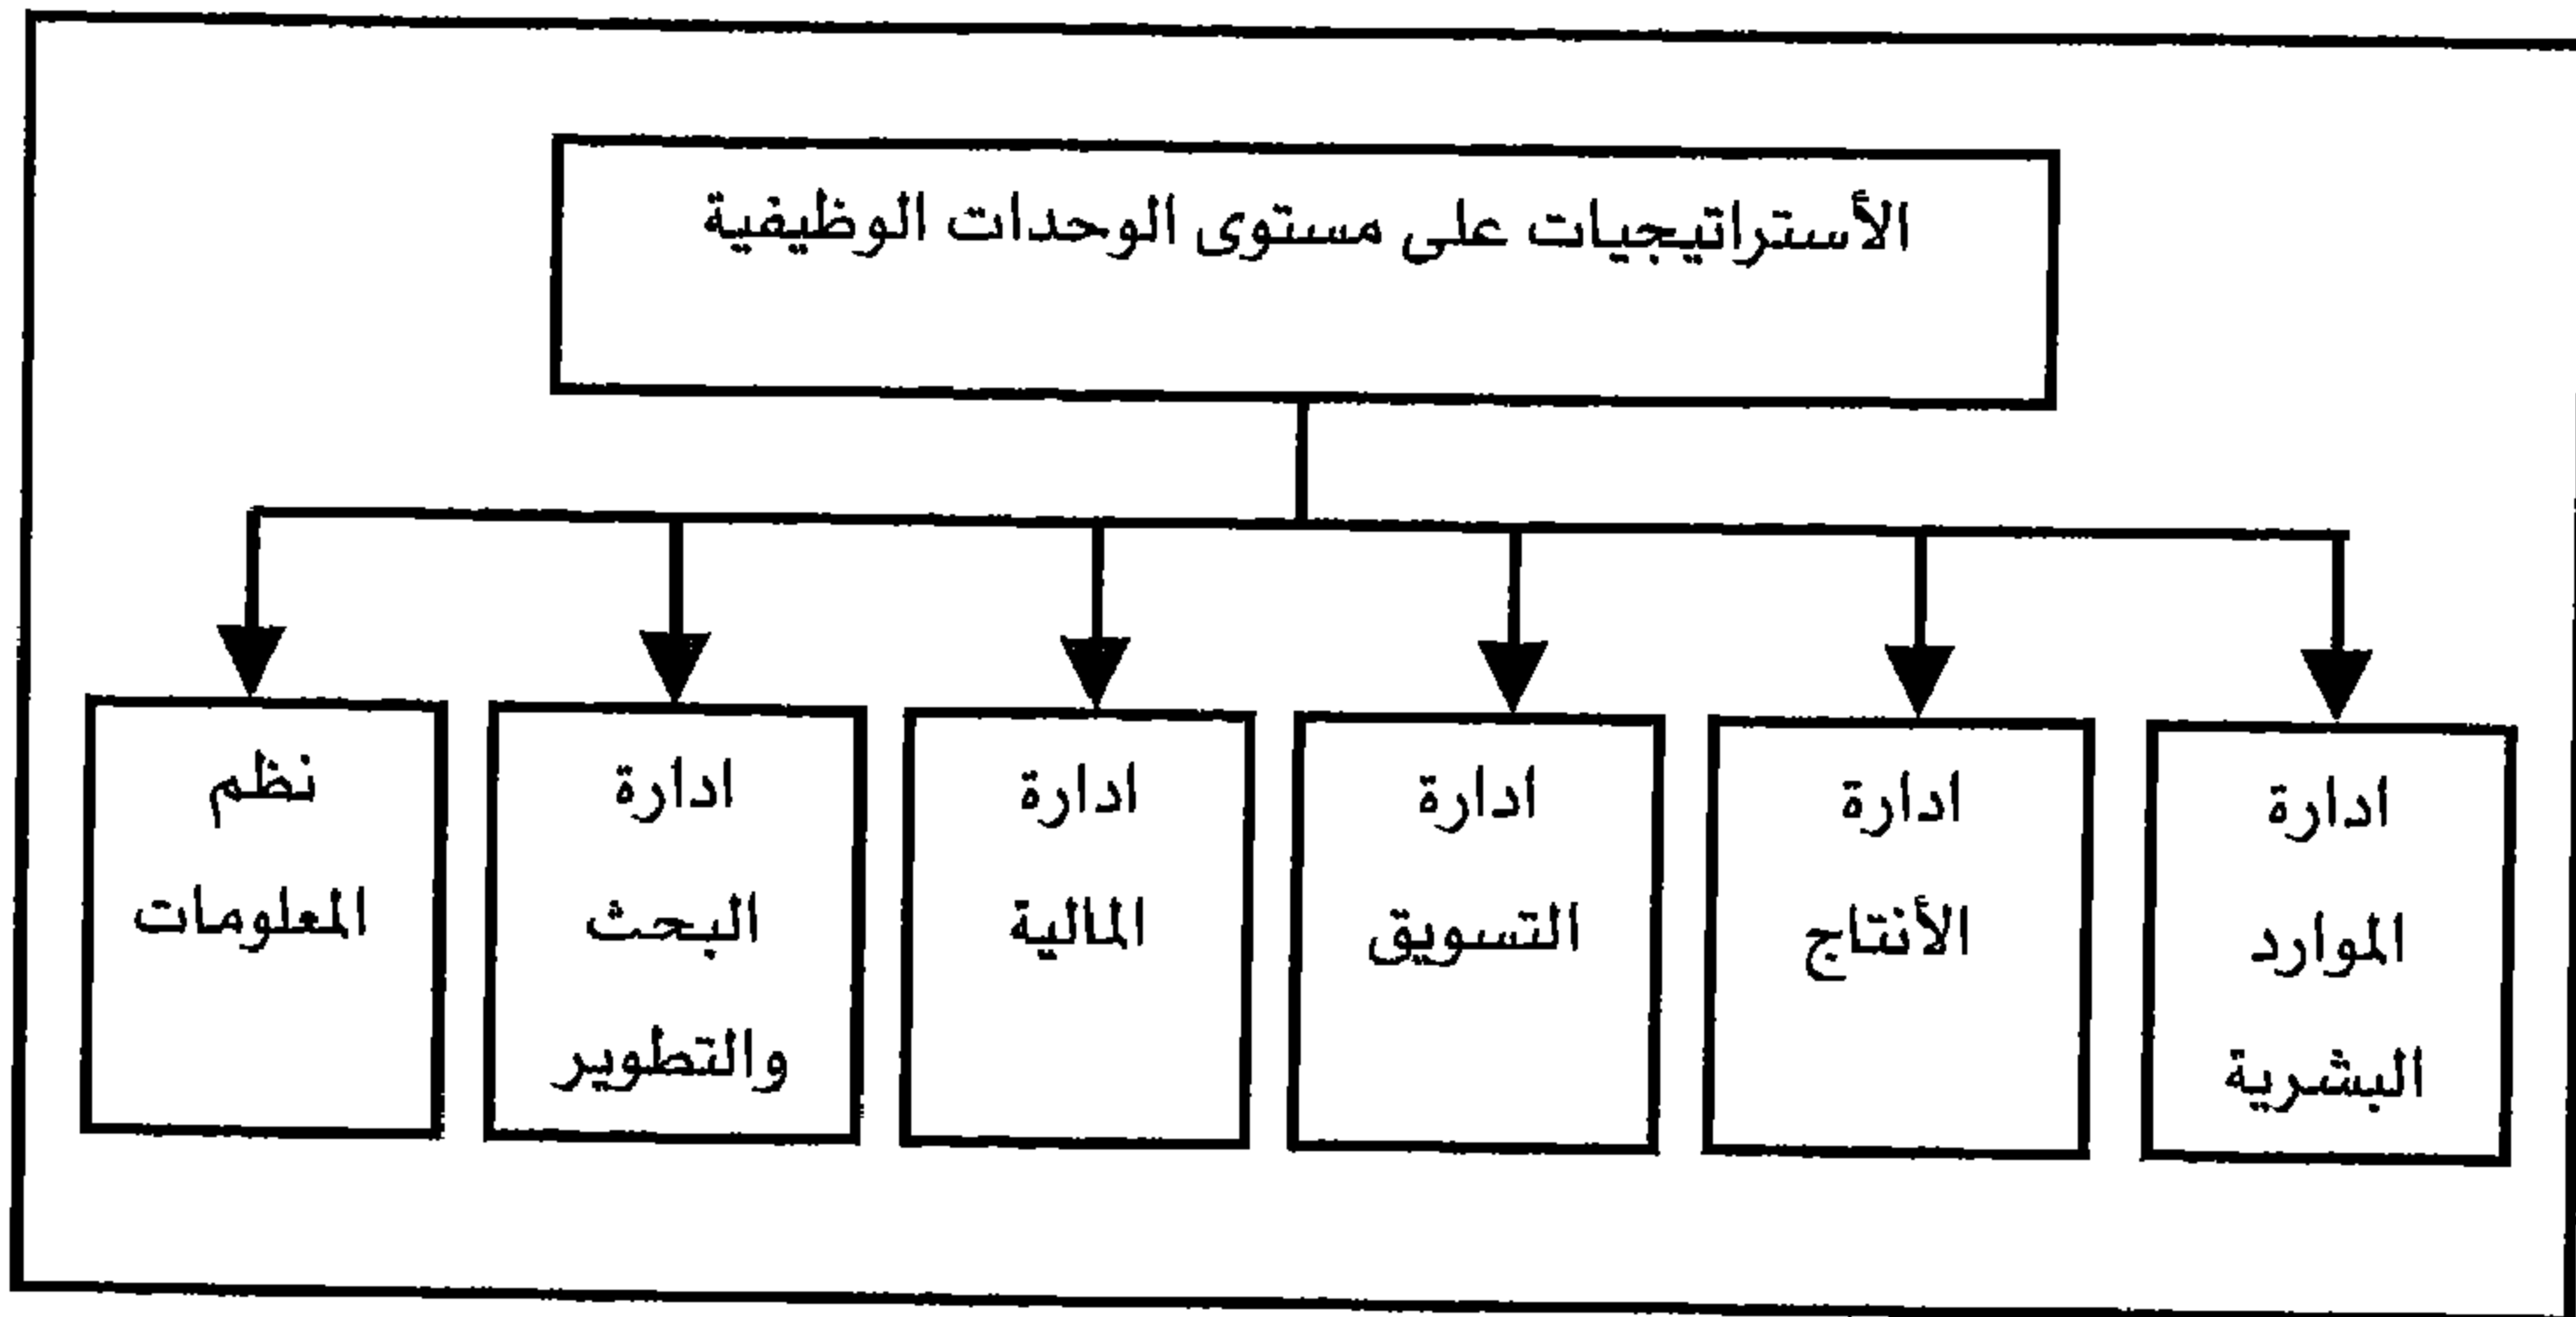 الأستراتيجيات على مستوى الوحدات الوظيفية
ادارة
الموارد
البشرية
ادارة
الأنتاج
ادارة
التسويق
ادارة
المالية
ادارة
البحث
والتطوير
نظم
المعلومات